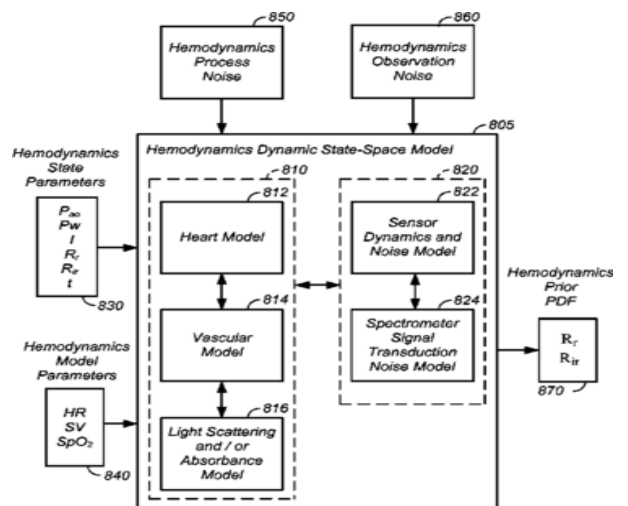 850
Hemodynamics
Process
Noise
860
Hemodynamics
Observation
Noise
805
Hemodynamics Dynamic State-Space Model
Hemodynamics
State
Parameters
Pao
Pw
I
Rr
Rir
t
830
Hemodynamics
Model
Parameters
HR
SV
SpO2
840
810
812
Heart Model
814
Vascular
Model
816
Light Scattering
and / or
Absorbance
Model
820
822
Sensor
Dynamics and
Noise Model
824
Spectrometer
Signal
Transduction
Noise Model
Hemodynamics
Prior
PDF
Rr
Rir
870